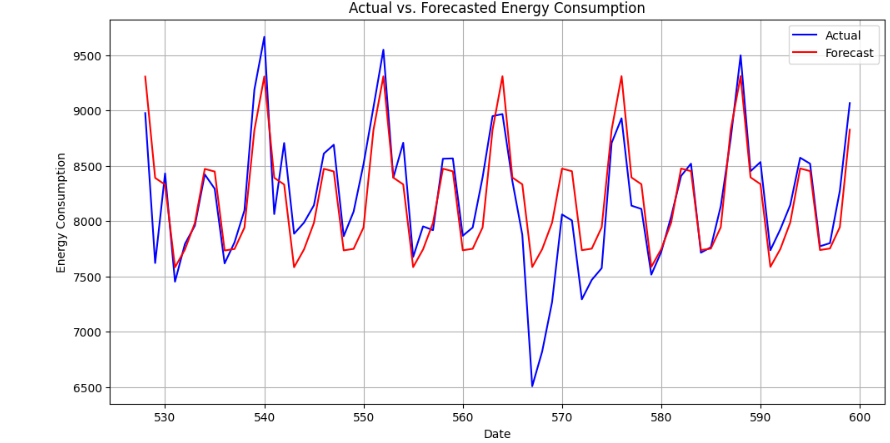 Actual vs. Forecasted Energy Consumption
Actual
Forecast
Energy Consumption
9500
9000
8500
8000
7500
7000
6500
530 540 550 560 570 580 590 600
Date